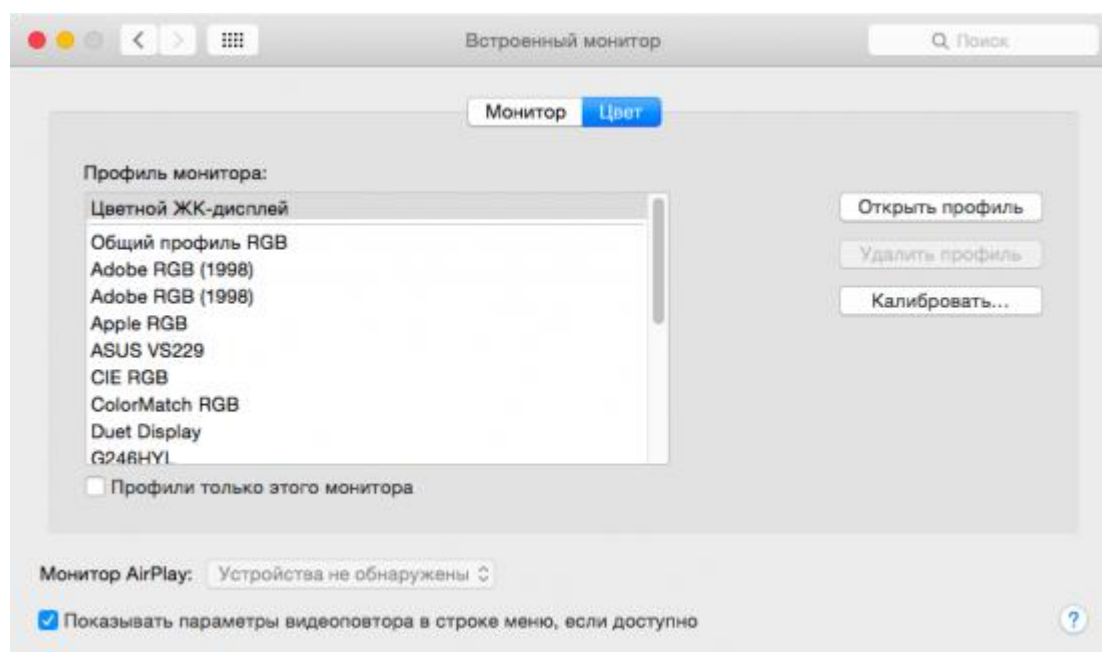 Встроенный монитор
Поиск
Монитор
Цвет
Профиль монитора:
Цветной ЖК-дисплей
Общий профиль RGB
Adobe RGB (1998)
Adobe RGB (1998)
Apple RGB
ASUS VS229
CIE RGB
ColorMatch RGB
Duet Display
G246HYL
Открыть профиль
Удалить профиль
Калибровать...
Профили только этого монитора
Монитор AirPlay: Устройства не обнаружены
Показывать параметры видеоповтора в строке меню, если доступно
?